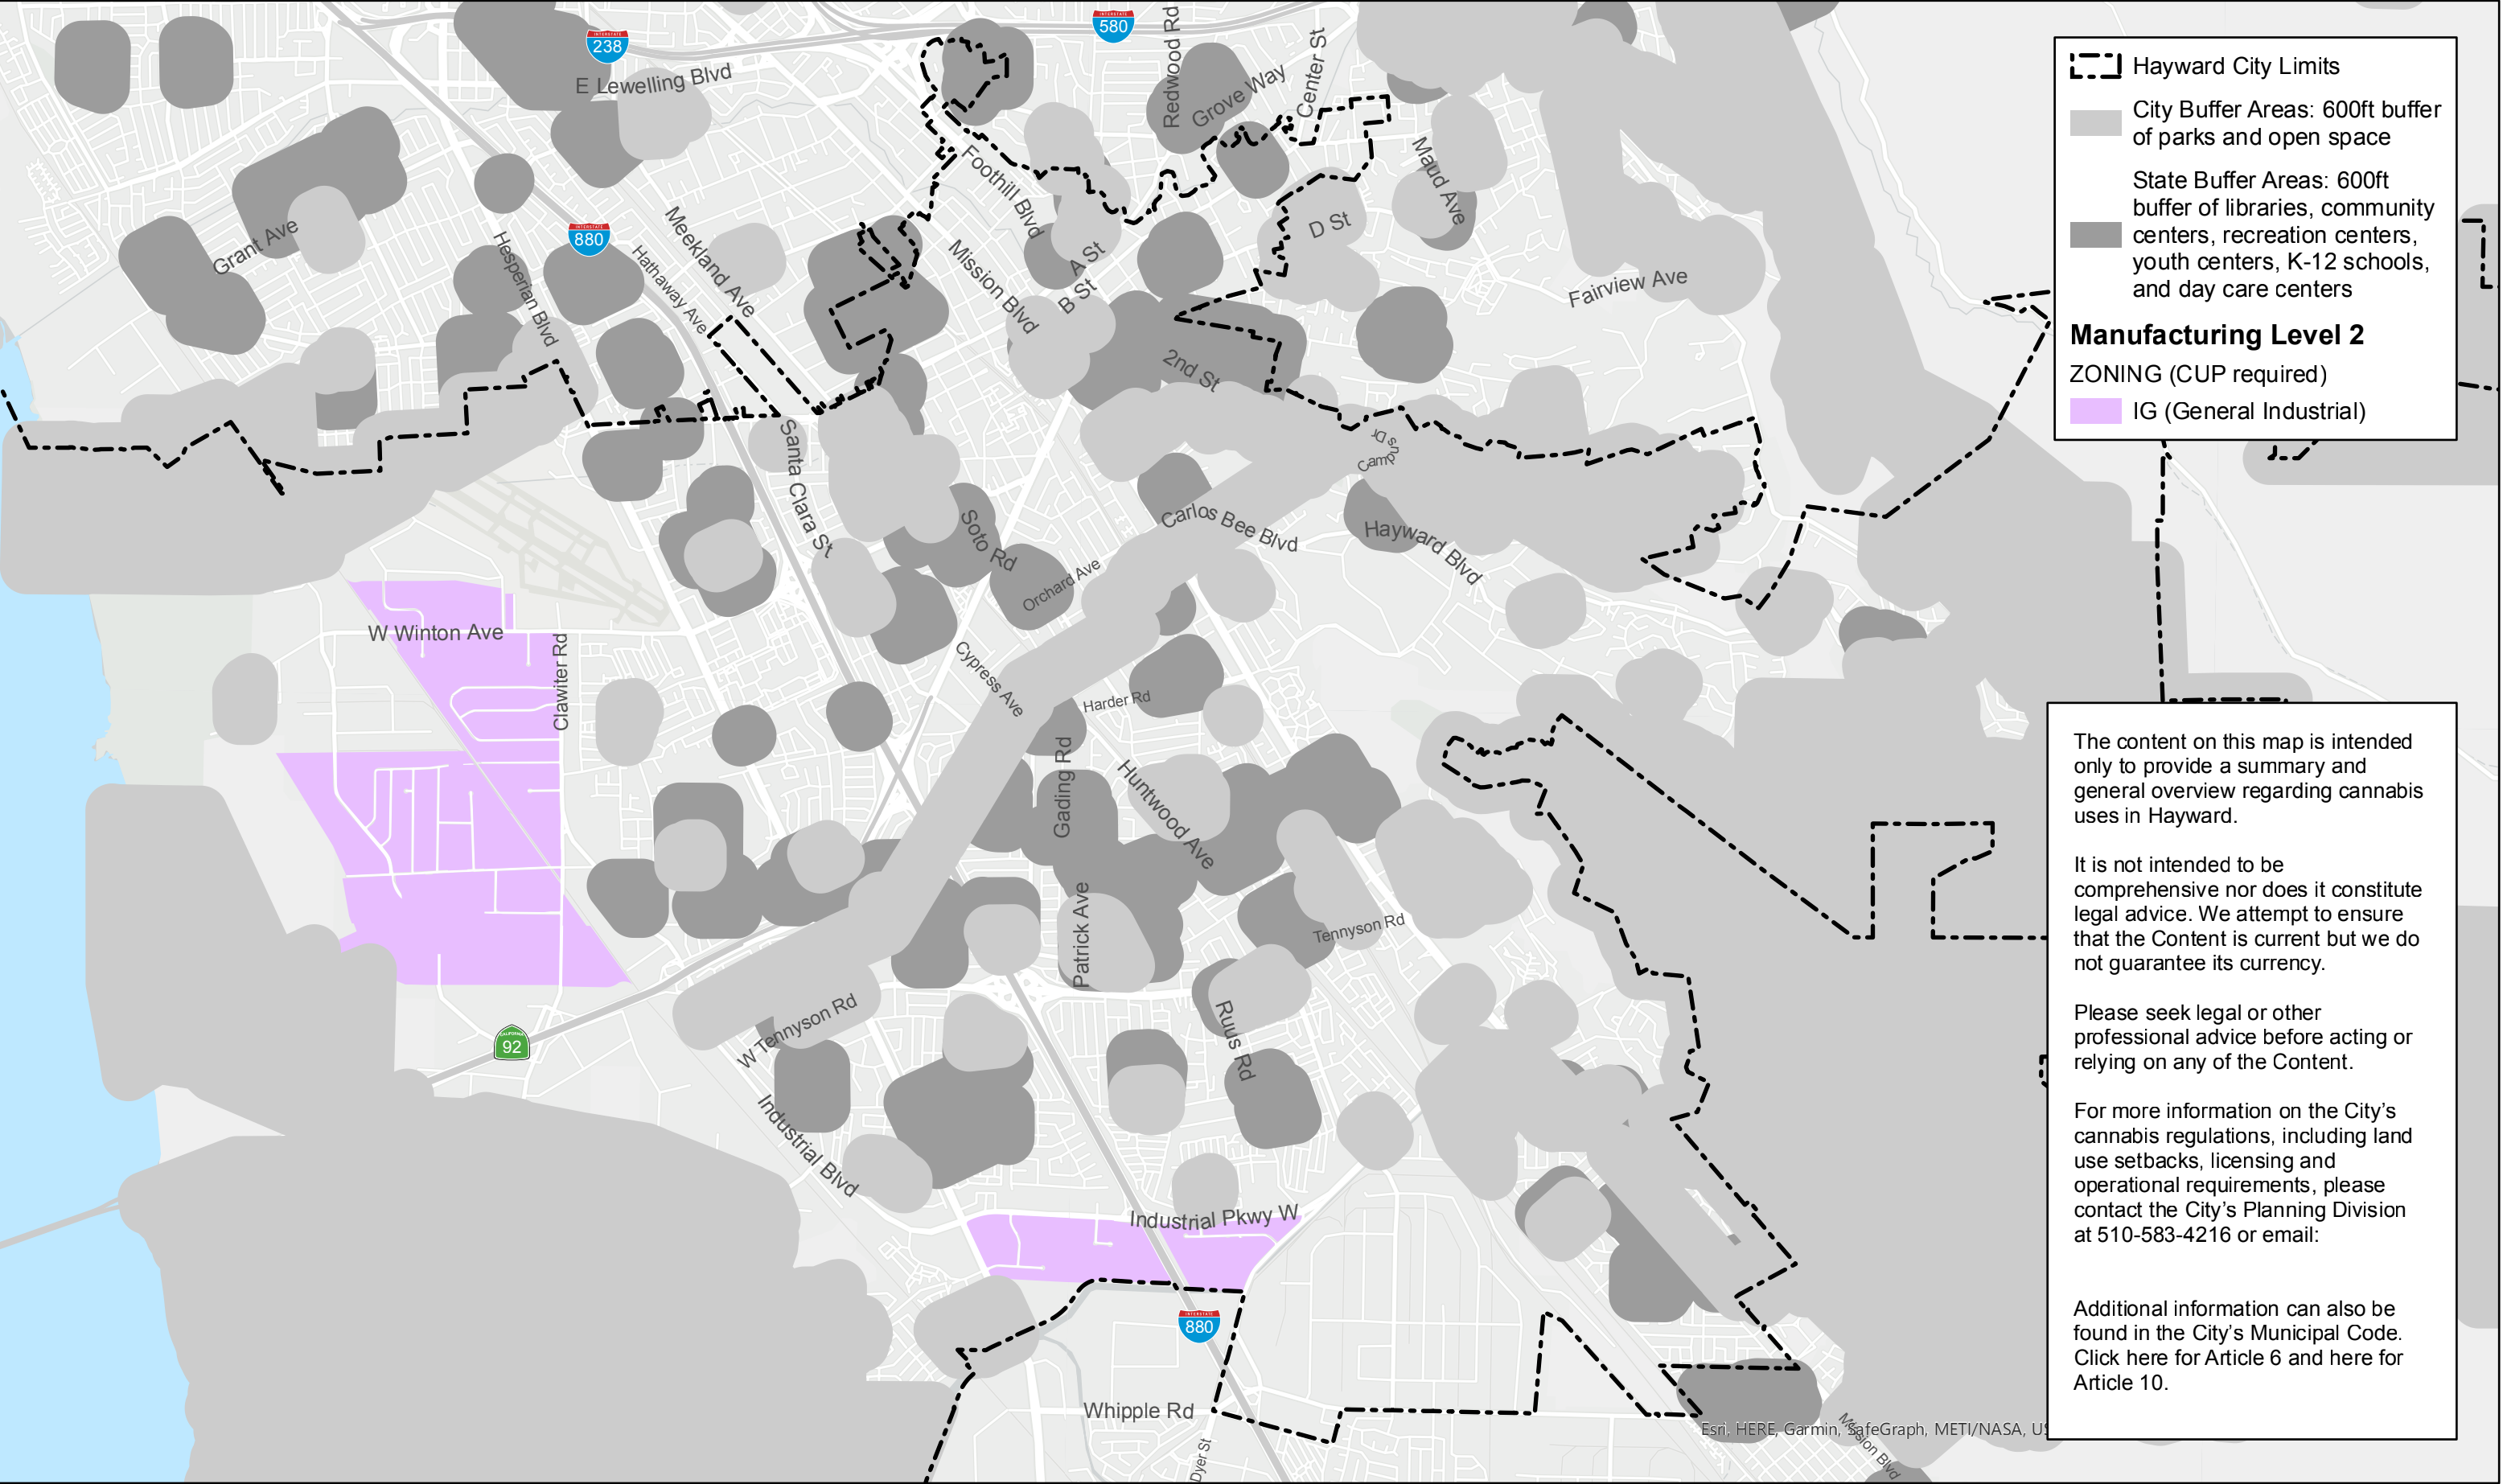 580
238
Redwood Rd
Center St
E Lewelling Blvd
Grove Way
Foothill Blvd
Maud Ave
Meekland Ave
D St
Grant Ave
880
Hesperian Blvd
Hathaway Ave
Mission Blvd
A St
B St
Fairview Ave
2nd St
Santa Clara St
Campus Dr
Soto Rd
Carlos Bee Blvd
Hayward Blvd
Orchard Ave
W Winton Ave
Clawiter Rd
Cypress Ave
Harder Rd
Gading Rd
Huntwood Ave
Patrick Ave
Tennyson Rd
W Tennyson Rd
92
Ruus Rd
Industrial Blvd
Industrial Pkwy W
880
Whipple Rd
Dyer St
Mission Blvd
Esri, HERE, Garmin, SafeGraph, METI/NASA, US
Hayward City Limits
City Buffer Areas: 600ft buffer
of parks and open space
State Buffer Areas: 600ft
buffer of libraries, community
centers, recreation centers,
youth centers, K-12 schools,
and day care centers
Manufacturing Level 2
ZONING (CUP required)
IG (General Industrial)
The content on this map is intended
only to provide a summary and
general overview regarding cannabis
uses in Hayward.
It is not intended to be
comprehensive nor does it constitute
legal advice. We attempt to ensure
that the Content is current but we do
not guarantee its currency.
Please seek legal or other
professional advice before acting or
relying on any of the Content.
For more information on the City’s
cannabis regulations, including land
use setbacks, licensing and
operational requirements, please
contact the City’s Planning Division
at 510-583-4216 or email:
Additional information can also be
found in the City’s Municipal Code.
Click here for Article 6 and here for
Article 10.